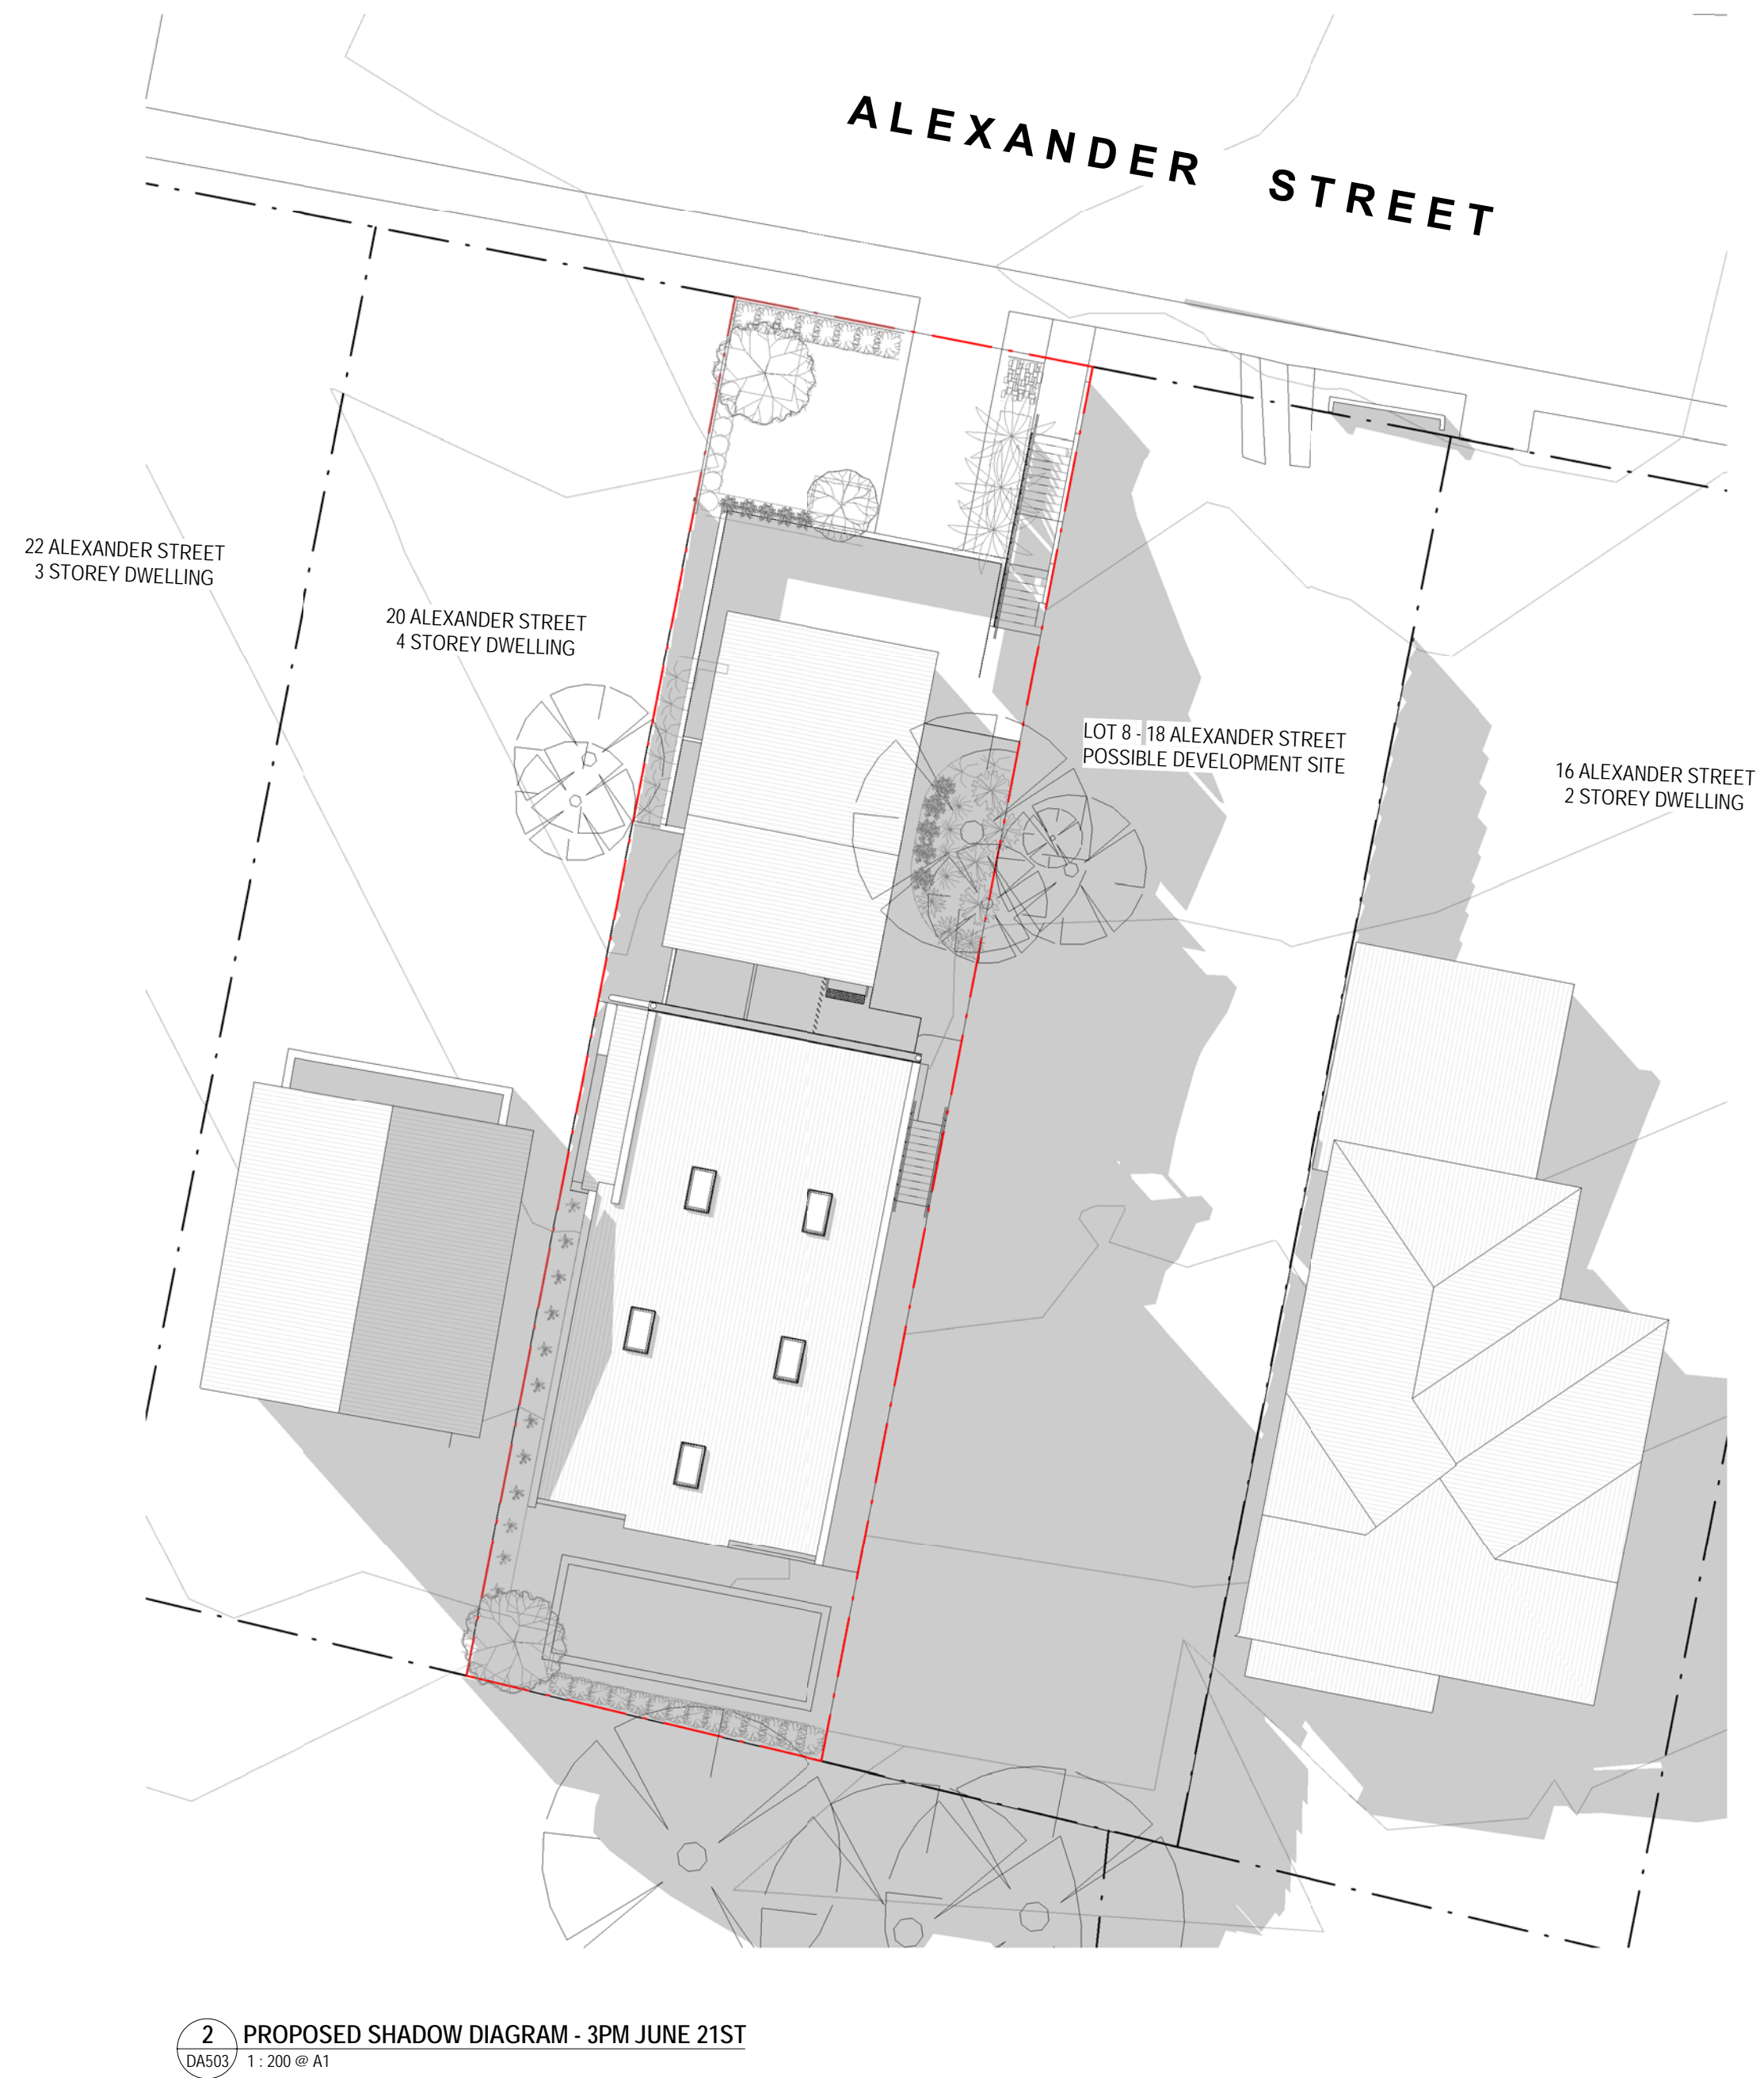 ALEXANDER STREET
22 ALEXANDER STREET
3 STOREY DWELLING
20 ALEXANDER STREET
4 STOREY DWELLING
LOT 8 - 18 ALEXANDER STREET
POSSIBLE DEVELOPMENT SITE
16 ALEXANDER STREET
2 STOREY DWELLING
2 PROPOSED SHADOW DIAGRAM - 3PM JUNE 21ST
DA503 1 : 200 @ A1